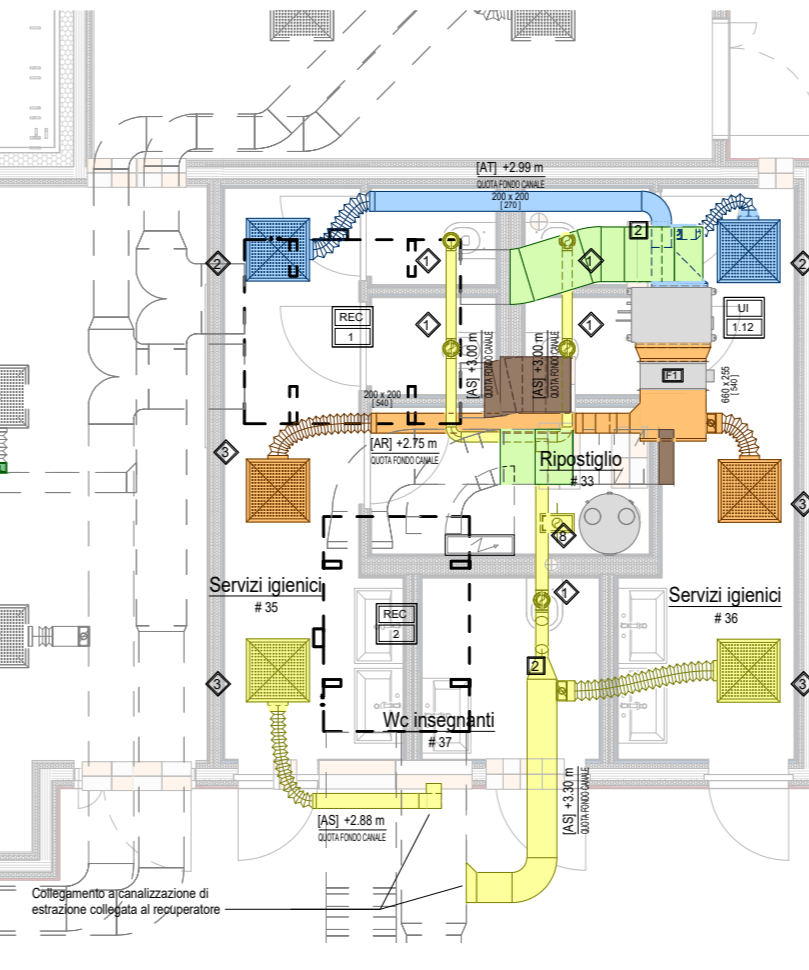 [AT] +2.99 m
QUOTA FONDO CANALE
200 x 200
[ 270 ]
2
2
2
1
1
1
1
REC
1
UI
1.12
[AS] +3.00 m
QUOTA FONDO CANALE
[AS] +3.00 m
QUOTA FONDO CANALE
F1
660 x 255
[ 540 ]
200 x 200
[ 540 ]
[AR] +2.75 m
QUOTA FONDO CANALE
3
Ripostiglio
# 33
3
8
Servizi igienici
# 35
1
Servizi igienici
# 36
REC
2
2
3
3
Wc insegnanti
# 37
[AS] +3.30 m
QUOTA FONDO CANALE
[AS] +2.88 m
QUOTA FONDO CANALE
Collegamento a canalizzazione di
estrazione collegata al recuperatore